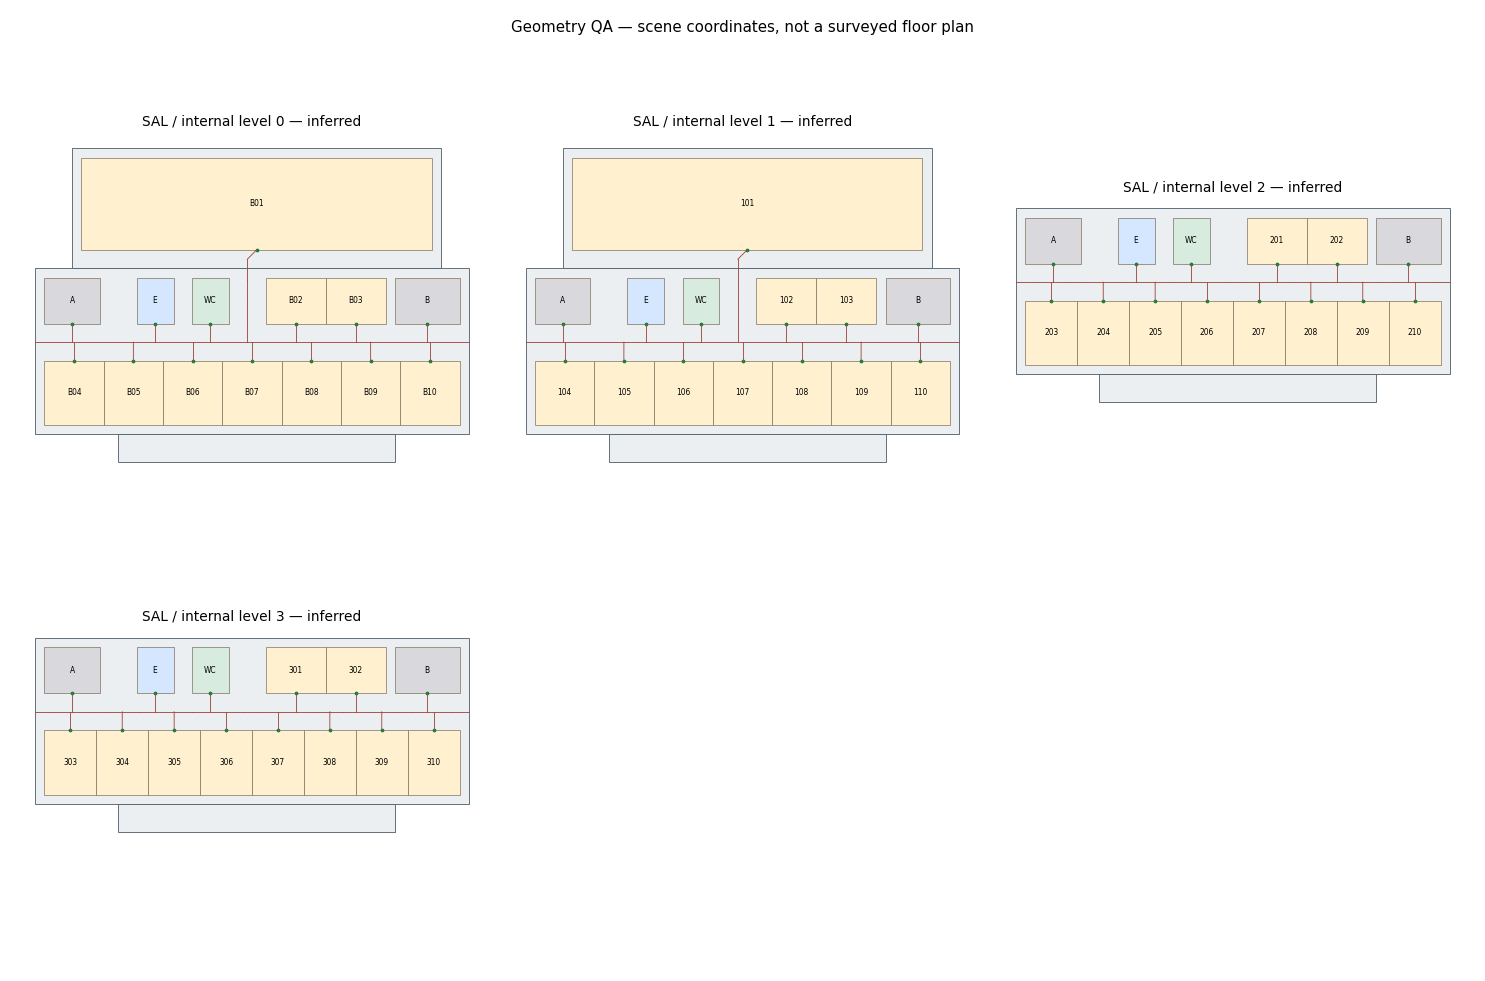 Geometry QA — scene coordinates, not a surveyed floor plan
SAL / internal level 0 — inferred
B01
A E WC B02 B03 B
B04 B05 B06 B07 B08 B09 B10
SAL / internal level 1 — inferred
101
A E WC 102 103 B
104 105 106 107 108 109 110
SAL / internal level 2 — inferred
A E WC 201 202 B
203 204 205 206 207 208 209 210
SAL / internal level 3 — inferred
A E WC 301 302 B
303 304 305 306 307 308 309 310